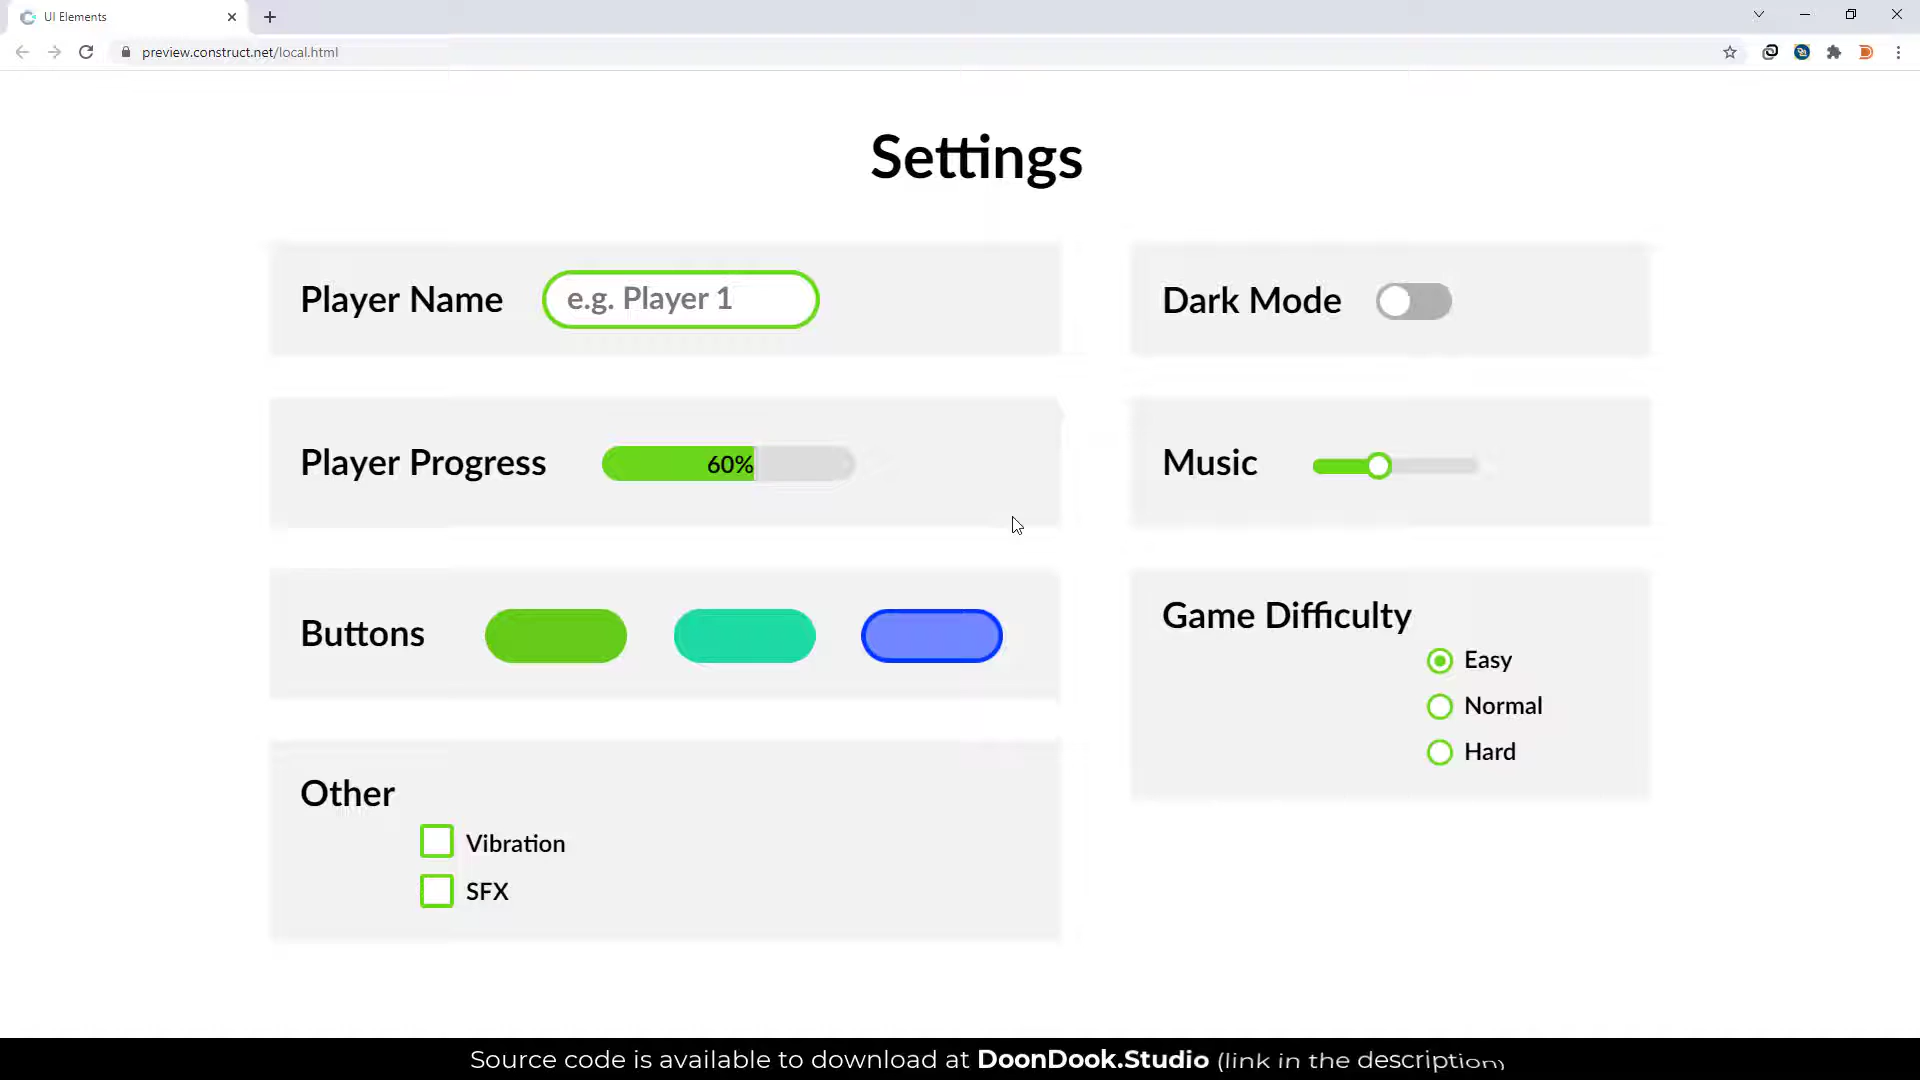 UI Elements
preview.construct.net/local.html
Settings
Player Name
e.g. Player 1
Dark Mode
Player Progress
60%
Music
Buttons
Game Difficulty
Easy
Normal
Hard
Other
Vibration
SFX
Source code is available to download at DoonDook.Studio (link in the description)